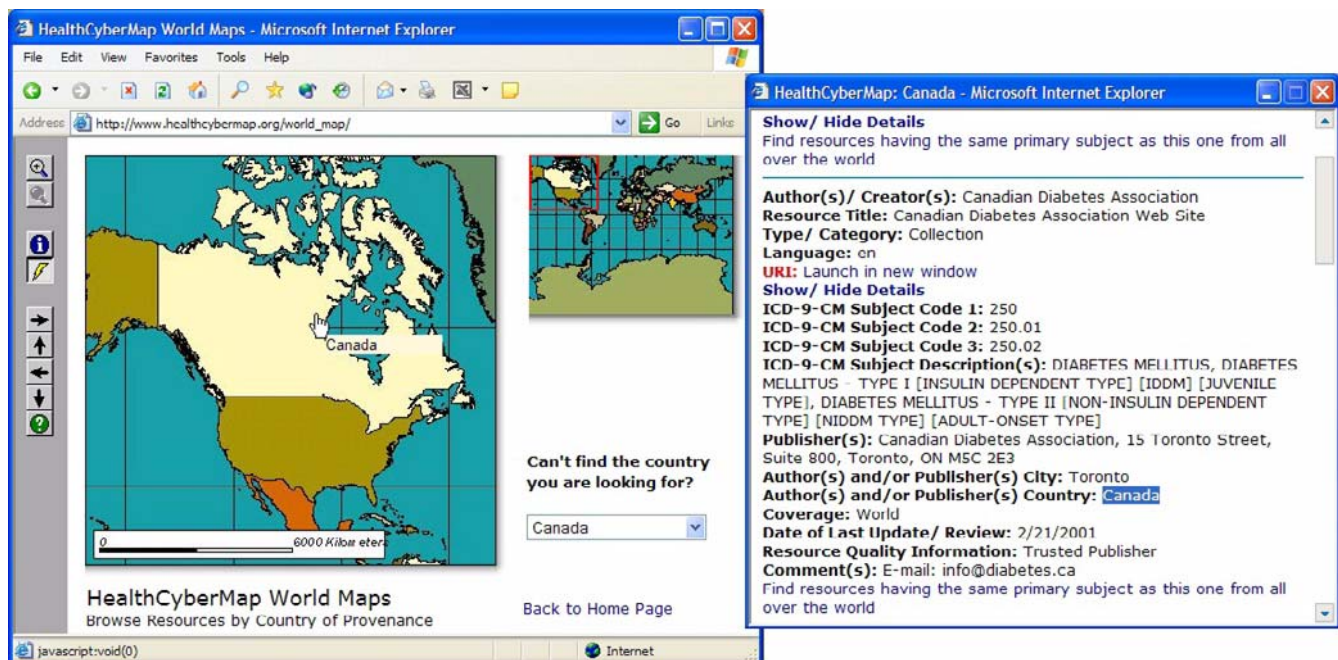 HealthCyberMap World Maps - Microsoft Internet Explorer
File Edit View Favorites Tools Help
Address http://www.healthcybermap.org/world_map/ Go Links
Canada
0 6000 Kilometers
Can't find the country
you are looking for?
Canada
HealthCyberMap World Maps
Browse Resources by Country of Provenance
Back to Home Page
javascript:void(0) Internet
HealthCyberMap: Canada - Microsoft Internet Explorer
Show/ Hide Details
Find resources having the same primary subject as this one from all
over the world
Author(s)/ Creator(s): Canadian Diabetes Association
Resource Title: Canadian Diabetes Association Web Site
Type/ Category: Collection
Language: en
URI: Launch in new window
Show/ Hide Details
ICD-9-CM Subject Code 1: 250
ICD-9-CM Subject Code 2: 250.01
ICD-9-CM Subject Code 3: 250.02
ICD-9-CM Subject Description(s): DIABETES MELLITUS, DIABETES
MELLITUS - TYPE I [INSULIN DEPENDENT TYPE] [IDDM] [JUVENILE
TYPE], DIABETES MELLITUS - TYPE II [NON-INSULIN DEPENDENT
TYPE] [NIDDM TYPE] [ADULT-ONSET TYPE]
Publisher(s): Canadian Diabetes Association, 15 Toronto Street,
Suite 800, Toronto, ON M5C 2E3
Author(s) and/or Publisher(s) City: Toronto
Author(s) and/or Publisher(s) Country: Canada
Coverage: World
Date of Last Update/ Review: 2/21/2001
Resource Quality Information: Trusted Publisher
Comment(s): E-mail: info@diabetes.ca
Find resources having the same primary subject as this one from all
over the world